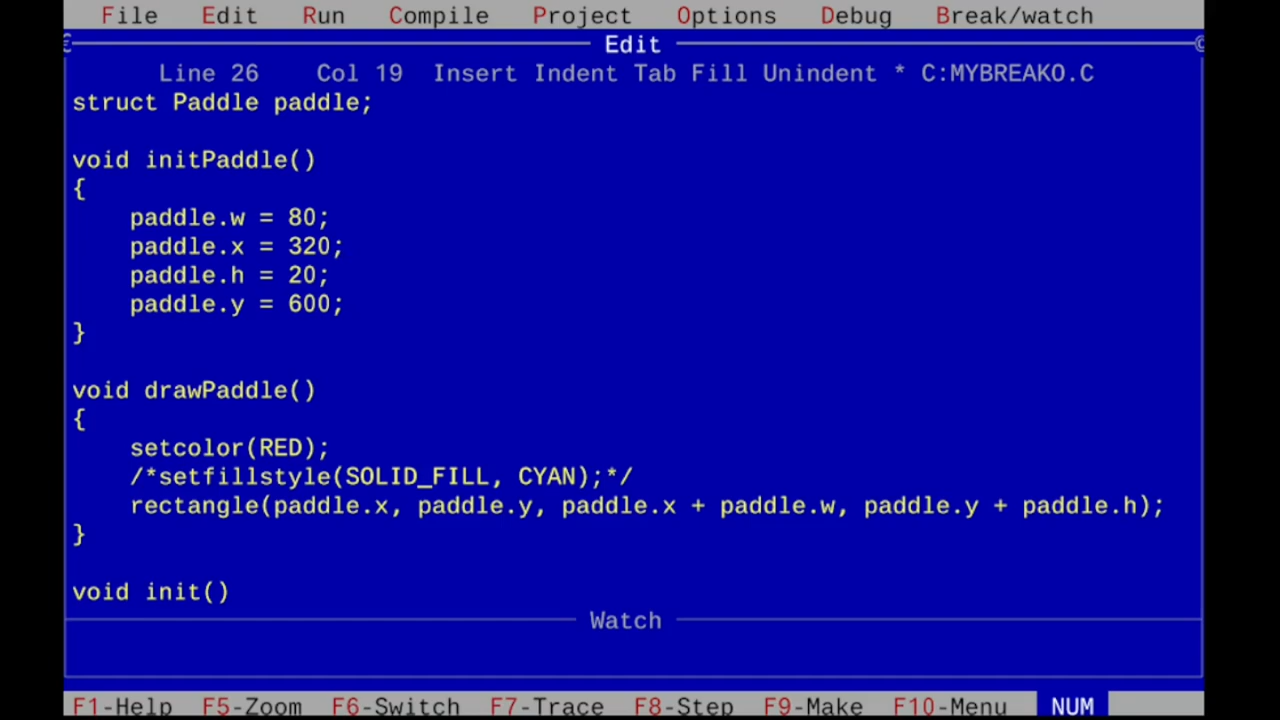 File Edit Run Compile Project Options Debug Break/watch
Edit
Line 26 Col 19 Insert Indent Tab Fill Unindent * C:MYBREAKO.C
struct Paddle paddle;
void initPaddle()
{
paddle.w = 80;
paddle.x = 320;
paddle.h = 20;
paddle.y = 600;
}
void drawPaddle()
{
setcolor(RED);
/*setfillstyle(SOLID_FILL, CYAN);*/
rectangle(paddle.x, paddle.y, paddle.x + paddle.w, paddle.y + paddle.h);
}
void init()
Watch
F1-Help F5-Zoom F6-Switch F7-Trace F8-Step F9-Make F10-Menu NUM